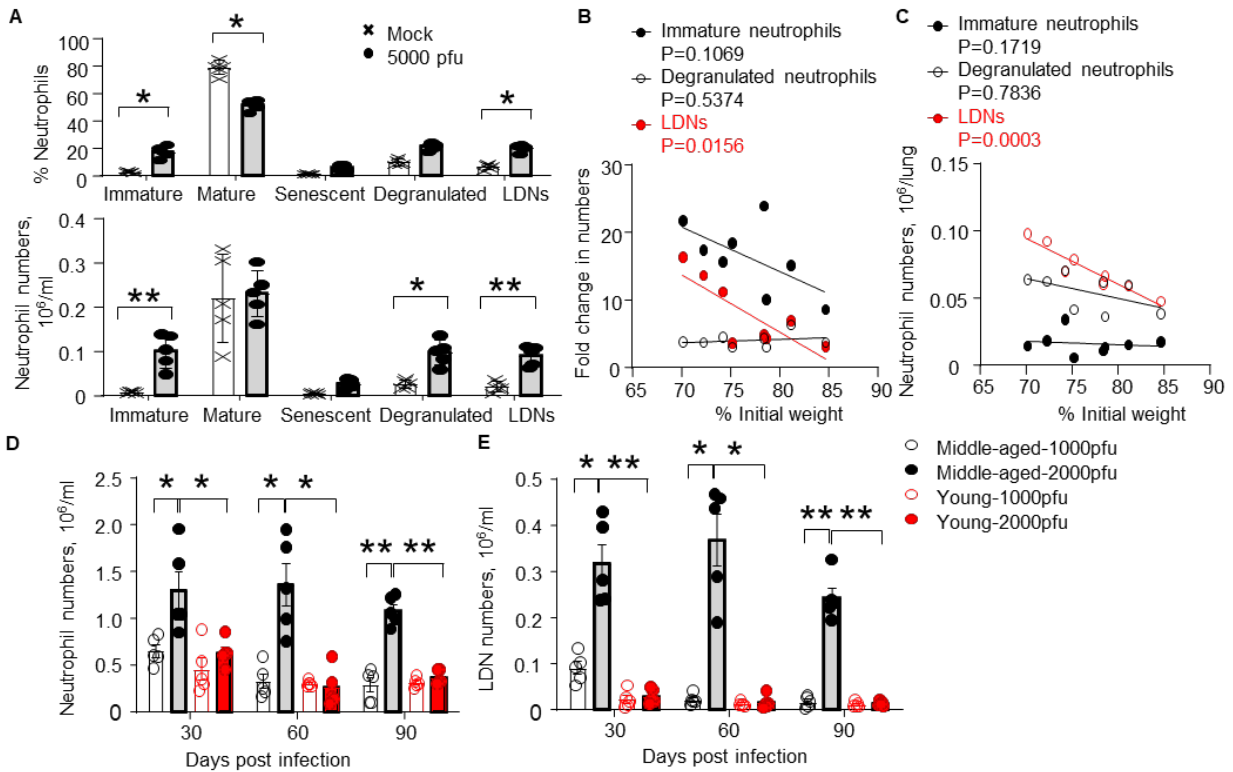 A
Mock
5000 pfu
% Neutrophils
100
80
60
40
20
0
*
*
*
Immature Mature Senescent Degranulated LDNs
Neutrophil numbers,
10⁶/ml
0.4
0.3
0.2
0.1
0
**
*
**
Immature Mature Senescent Degranulated LDNs
B
Immature neutrophils
P=0.1069
Degranulated neutrophils
P=0.5374
LDNs
P=0.0156
Fold change in numbers
30
20
10
0
65 70 75 80 85 90
% Initial weight
C
Immature neutrophils
P=0.1719
Degranulated neutrophils
P=0.7836
LDNs
P=0.0003
Neutrophil numbers, 10⁶/lung
0.15
0.10
0.05
0
65 70 75 80 85 90
% Initial weight
D
Neutrophil numbers, 10⁶/ml
2.5
2.0
1.5
1.0
0.5
0
* * * * ** **
30 60 90
Days post infection
E
LDN numbers, 10⁶/ml
0.5
0.4
0.3
0.2
0.1
0
* ** * * ** **
30 60 90
Days post infection
Middle-aged-1000pfu
Middle-aged-2000pfu
Young-1000pfu
Young-2000pfu